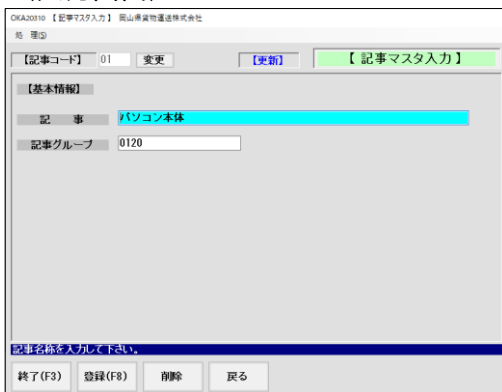 OKA20310 【 記事マスタ入力 】 岡山県貨物運送株式会社
処 理(S)
【記事コード】 01 変更 【更新】 【 記事マスタ入力 】
【基本情報】
記 事 パソコン本体
記事グループ 0120
記事名称を入力して下さい。
終了(F3) 登録(F8) 削除 戻る